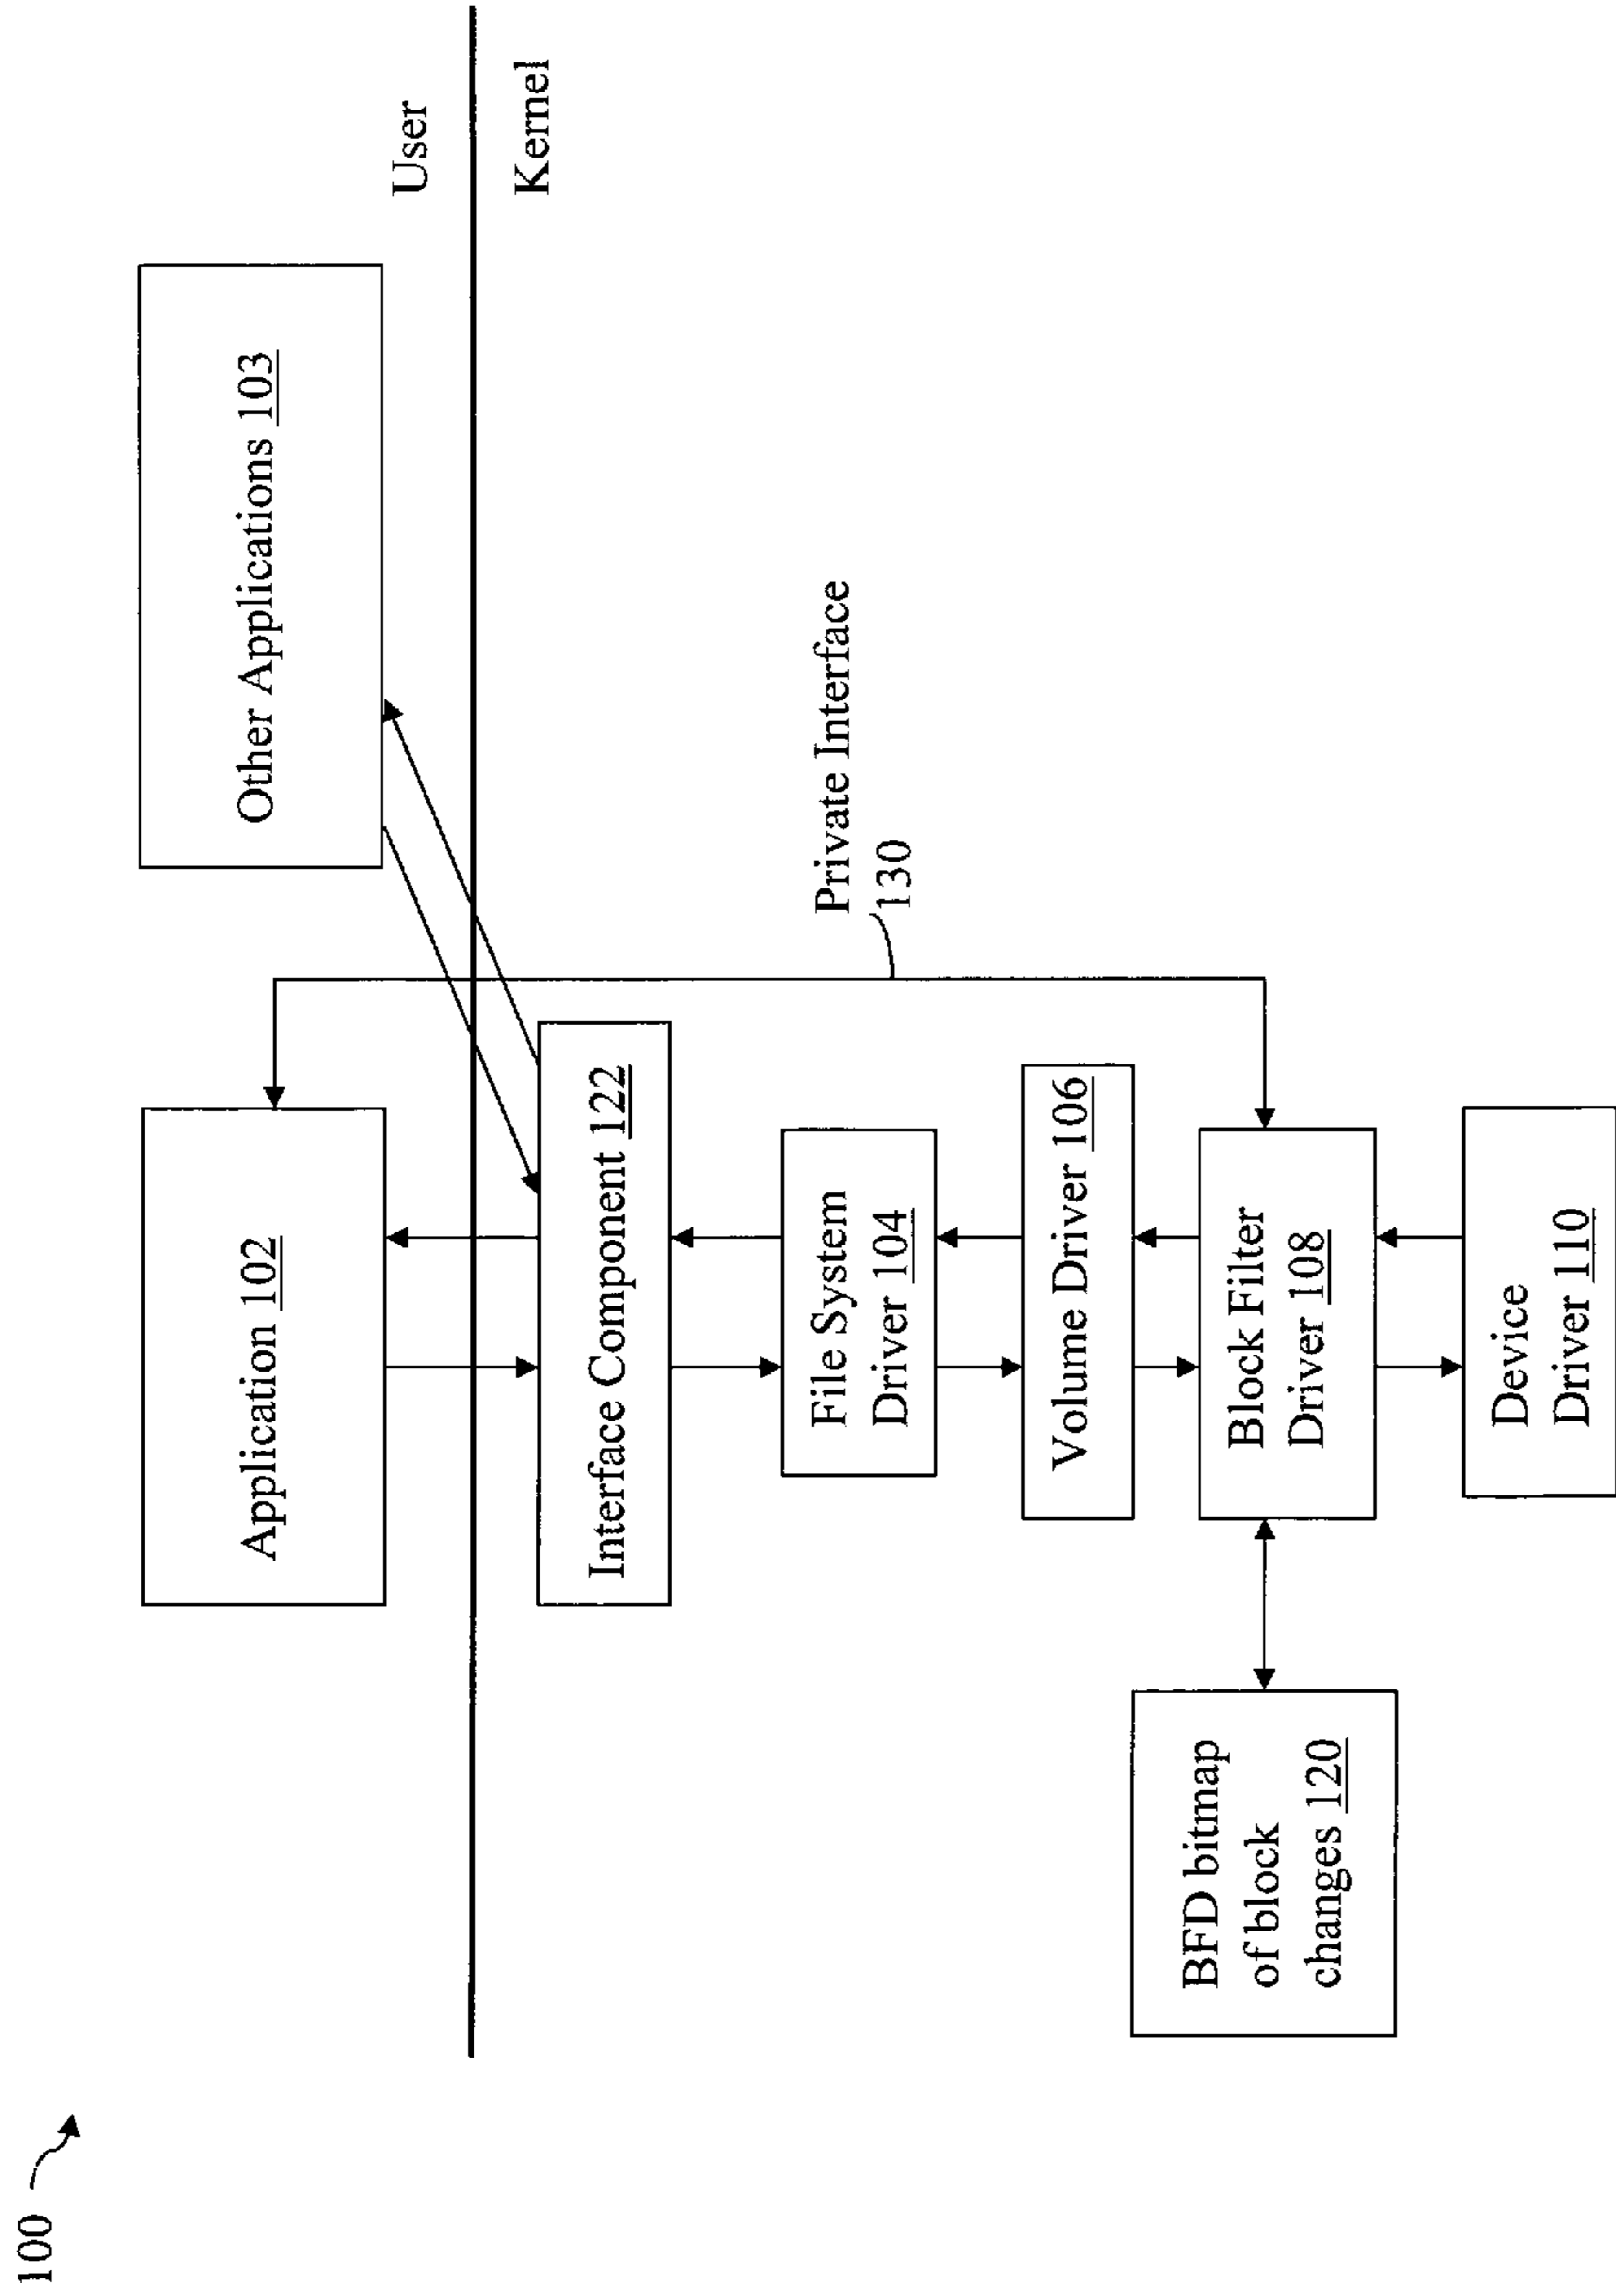 100
Application 102
Other Applications 103
User
Kernel
Interface Component 122
File System
Driver 104
Private Interface
130
Volume Driver 106
BFD bitmap
of block
changes 120
Block Filter
Driver 108
Device
Driver 110